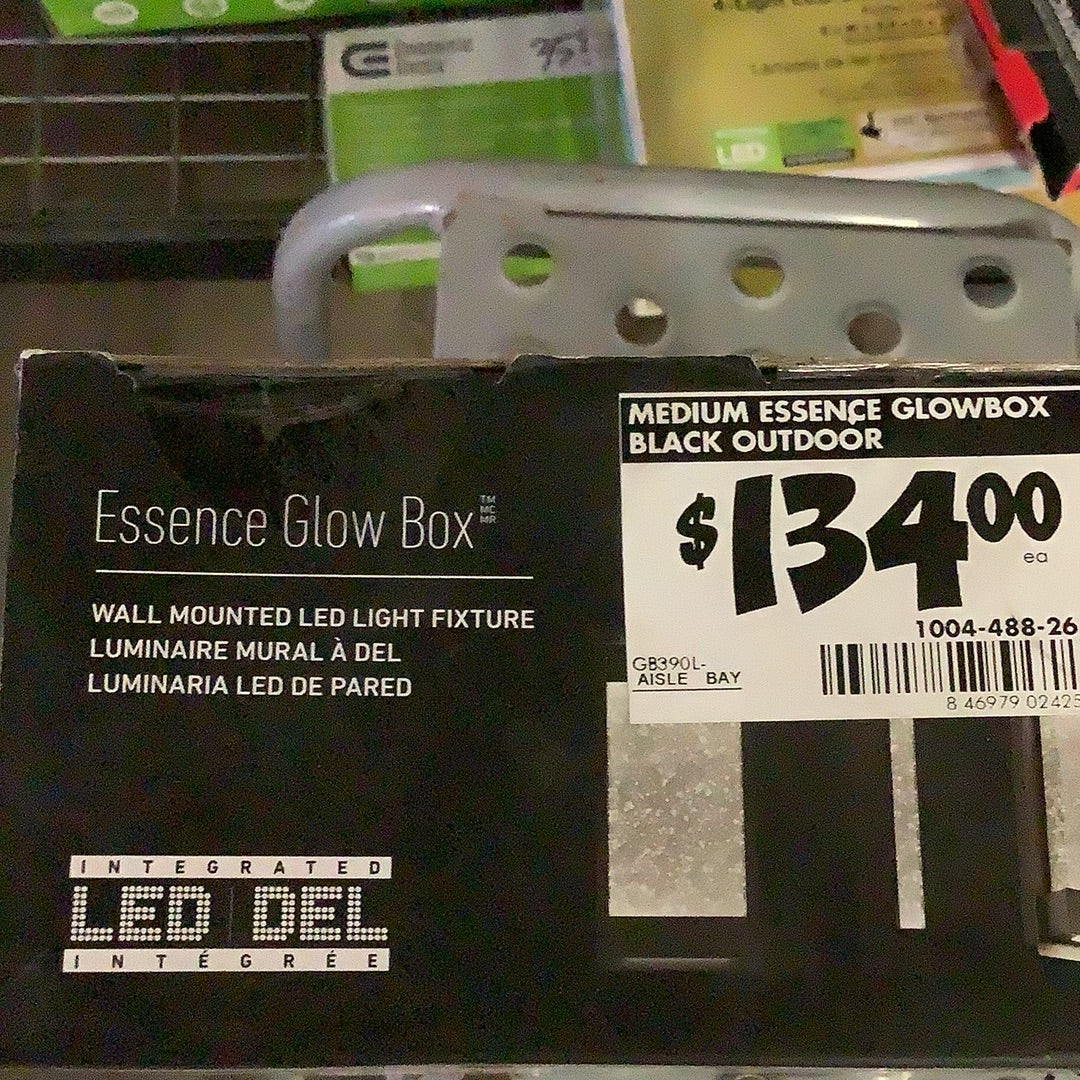 LED
MEDIUM ESSENCE GLOWBOX
BLACK OUTDOOR
$134.00
ea
1004-488-26
GB390L-
AISLE BAY
8 46979 02425
Essence Glow Box™ MC MR
WALL MOUNTED LED LIGHT FIXTURE
LUMINAIRE MURAL À DEL
LUMINARIA LED DE PARED
INTEGRATED
LED DEL
INTÉGRÉE